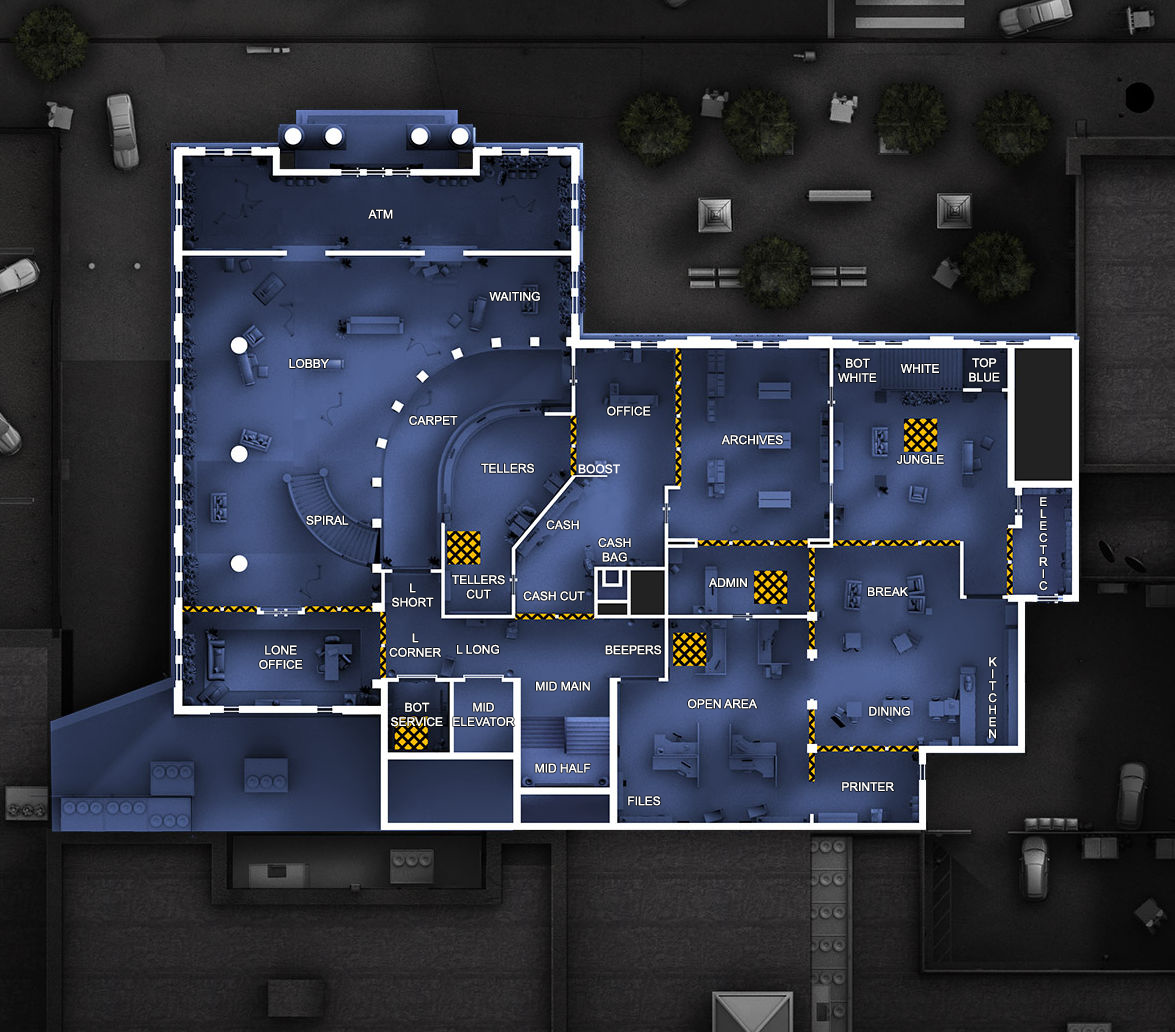 ATM
WAITING
LOBBY
BOT
WHITE
WHITE
TOP
BLUE
OFFICE
CARPET
ARCHIVES
JUNGLE
TELLERS
BOOST
SPIRAL
CASH
ELECTRIC
CASH
BAG
TELLERS
CUT
ADMIN
L
SHORT
CASH CUT
BREAK
LONE
OFFICE
L
CORNER
L LONG
BEEPERS
KITCHEN
MID MAIN
OPEN AREA
DINING
BOT
SERVICE
MID
ELEVATOR
MID HALF
PRINTER
FILES